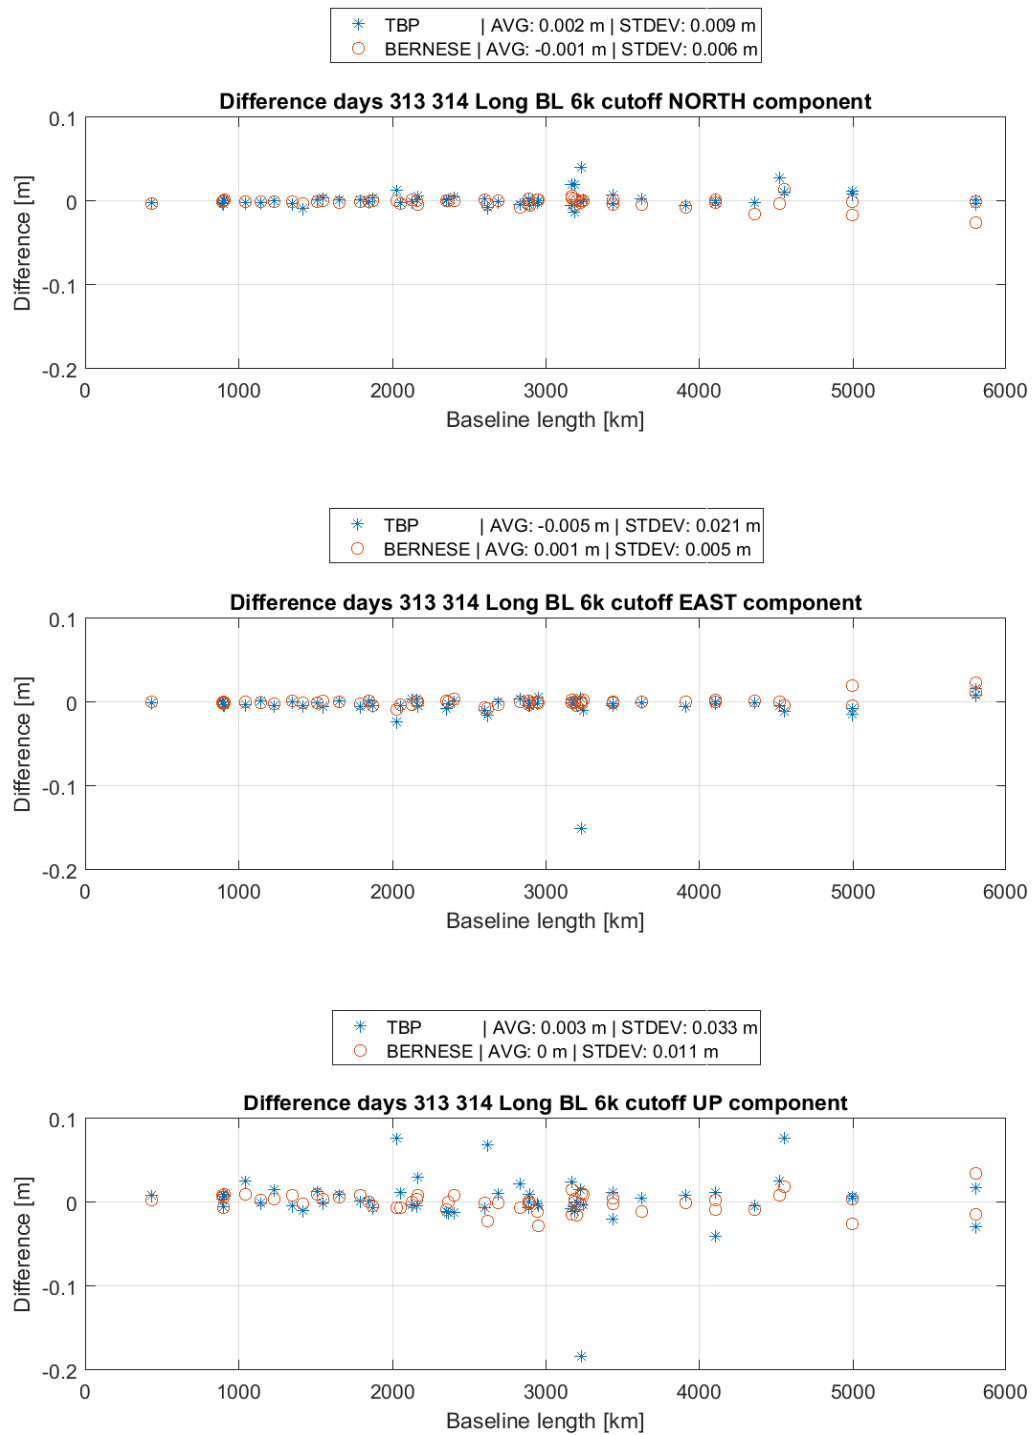 TBP | AVG: 0.002 m | STDEV: 0.009 m
BERNESE | AVG: -0.001 m | STDEV: 0.006 m
Difference days 313 314 Long BL 6k cutoff NORTH component
0.1
0
-0.1
-0.2
Difference [m]
0 1000 2000 3000 4000 5000 6000
Baseline length [km]
TBP | AVG: -0.005 m | STDEV: 0.021 m
BERNESE | AVG: 0.001 m | STDEV: 0.005 m
Difference days 313 314 Long BL 6k cutoff EAST component
0.1
0
-0.1
-0.2
Difference [m]
0 1000 2000 3000 4000 5000 6000
Baseline length [km]
TBP | AVG: 0.003 m | STDEV: 0.033 m
BERNESE | AVG: 0 m | STDEV: 0.011 m
Difference days 313 314 Long BL 6k cutoff UP component
0.1
0
-0.1
-0.2
Difference [m]
0 1000 2000 3000 4000 5000 6000
Baseline length [km]